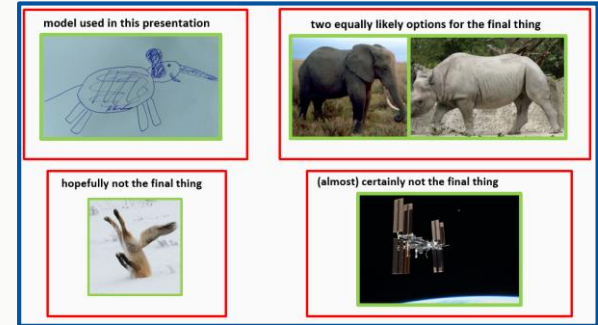 model used in this presentation
two equally likely options for the final thing
hopefully not the final thing
(almost) certainly not the final thing